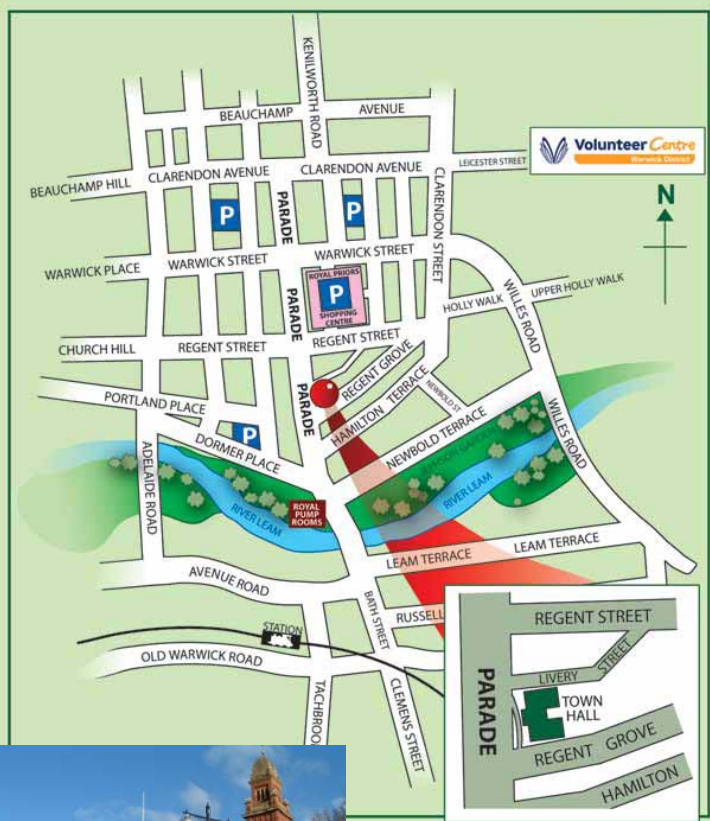 KENILWORTH ROAD
BEAUCHAMP AVENUE
Volunteer Centre
Warwick District
BEAUCHAMP HILL
CLARENDON AVENUE
CLARENDON AVENUE
LEICESTER STREET
N
P
P
PARADE
CLARENDON STREET
WARWICK PLACE
WARWICK STREET
WARWICK STREET
ROYAL PRIORS
P
SHOPPING
CENTRE
PARADE
HOLLY WALK
UPPER HOLLY WALK
WILLES ROAD
CHURCH HILL
REGENT STREET
REGENT STREET
REGENT GROVE
PARADE
HAMILTON TERRACE
NEWBOLD ST
PORTLAND PLACE
P
DORMER PLACE
NEWBOLD TERRACE
WILLES ROAD
ADELAIDE ROAD
RIVER LEAM
ROYAL
PUMP
ROOMS
RIVER LEAM
LEAM TERRACE
LEAM TERRACE
AVENUE ROAD
BATH STREET
RUSSELL
STATION
OLD WARWICK ROAD
TACHBROO
CLEMENS STREET
REGENT STREET
LIVERY STREET
PARADE
TOWN
HALL
REGENT GROVE
HAMILTON